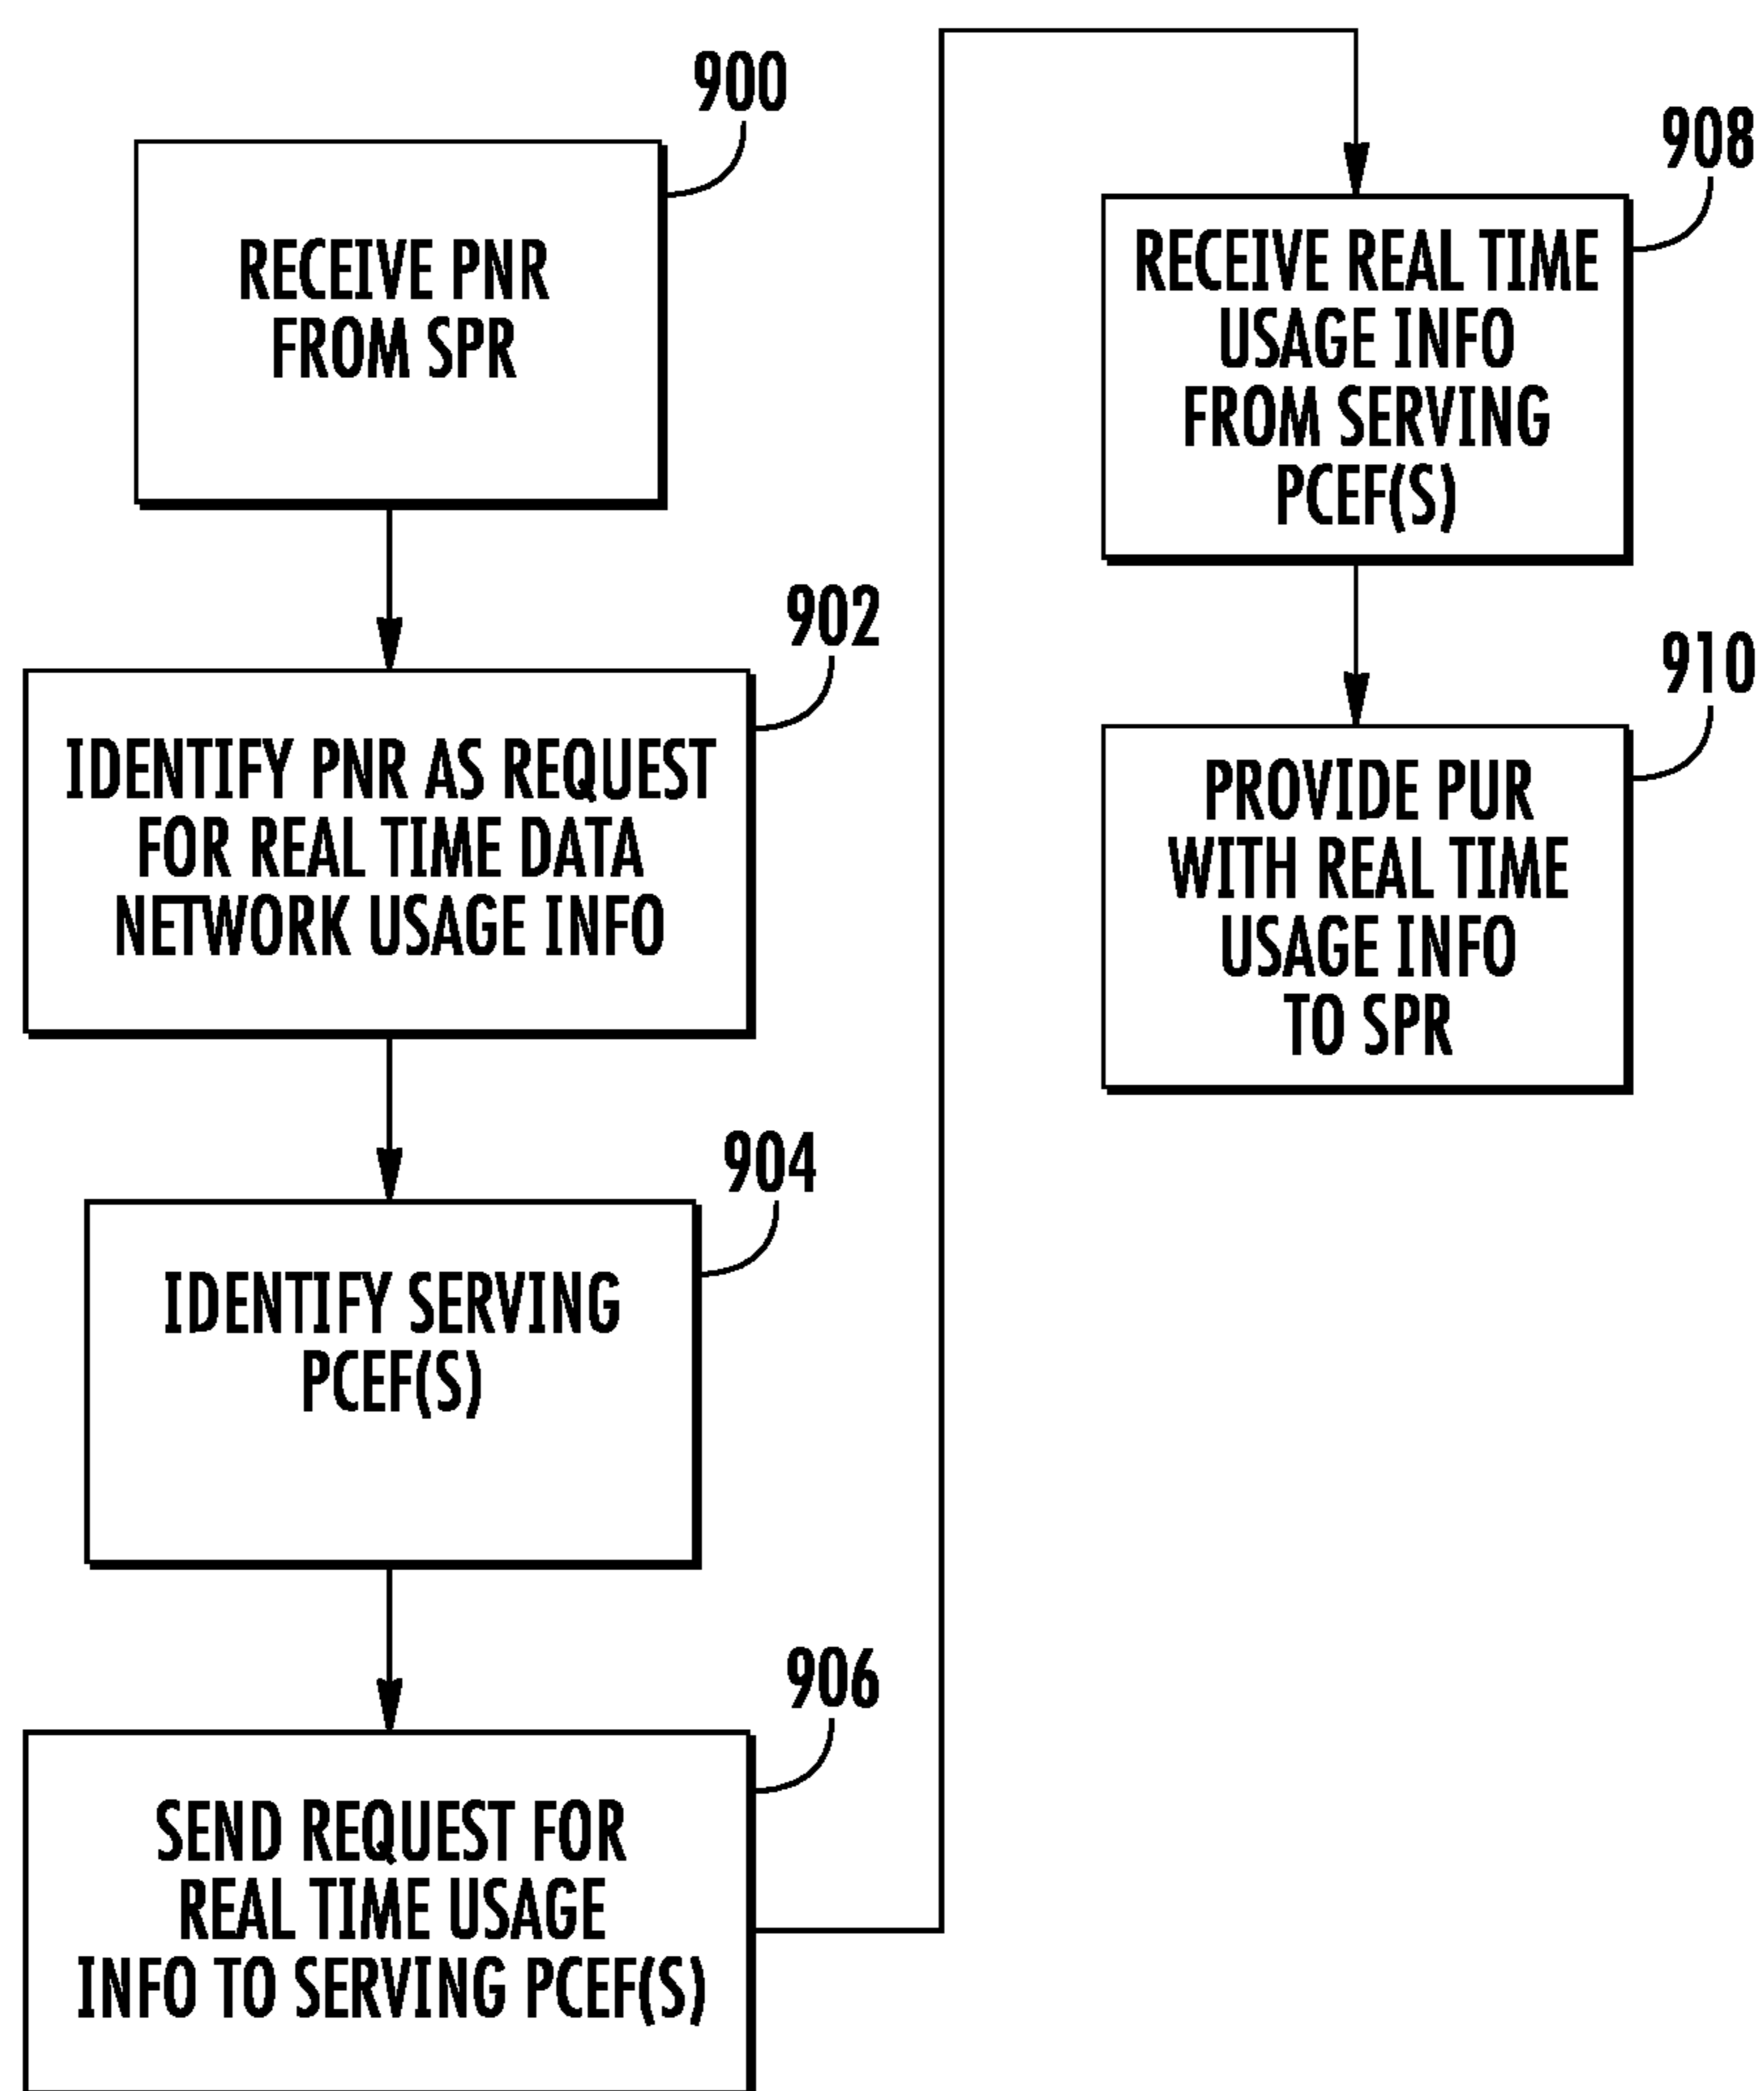 900
RECEIVE PNR
FROM SPR
902
IDENTIFY PNR AS REQUEST
FOR REAL TIME DATA
NETWORK USAGE INFO
904
IDENTIFY SERVING
PCEF(S)
906
SEND REQUEST FOR
REAL TIME USAGE
INFO TO SERVING PCEF(S)
908
RECEIVE REAL TIME
USAGE INFO
FROM SERVING
PCEF(S)
910
PROVIDE PUR
WITH REAL TIME
USAGE INFO
TO SPR